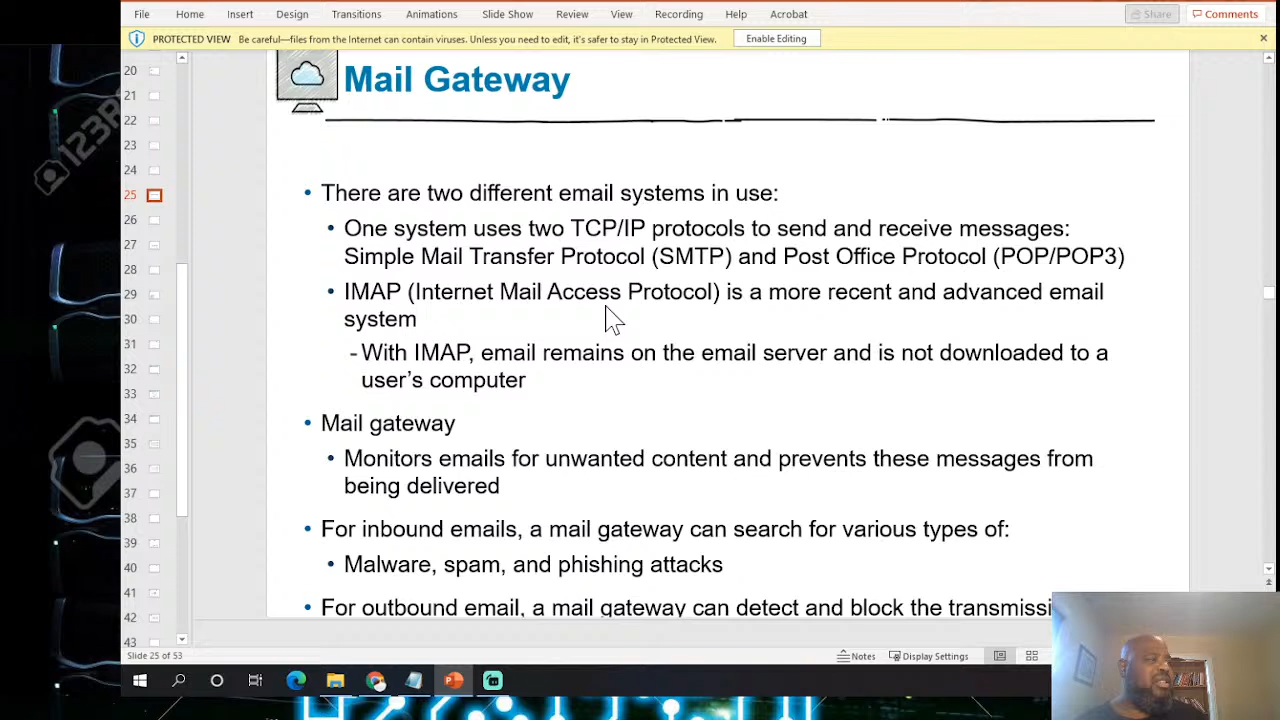 File Home Insert Design Transitions Animations Slide Show Review View Recording Help Acrobat Share Comments
PROTECTED VIEW Be careful—files from the Internet can contain viruses. Unless you need to edit, it's safer to stay in Protected View. Enable Editing
Mail Gateway
20
21
22
23
24
25
26
27
28
29
30
31
32
33
34
35
36
37
38
39
40
41
42
43
• There are two different email systems in use:
• One system uses two TCP/IP protocols to send and receive messages:
Simple Mail Transfer Protocol (SMTP) and Post Office Protocol (POP/POP3)
• IMAP (Internet Mail Access Protocol) is a more recent and advanced email
system
- With IMAP, email remains on the email server and is not downloaded to a
user's computer
• Mail gateway
• Monitors emails for unwanted content and prevents these messages from
being delivered
• For inbound emails, a mail gateway can search for various types of:
• Malware, spam, and phishing attacks
• For outbound email, a mail gateway can detect and block the
Slide 25 of 53 Notes Display Settings